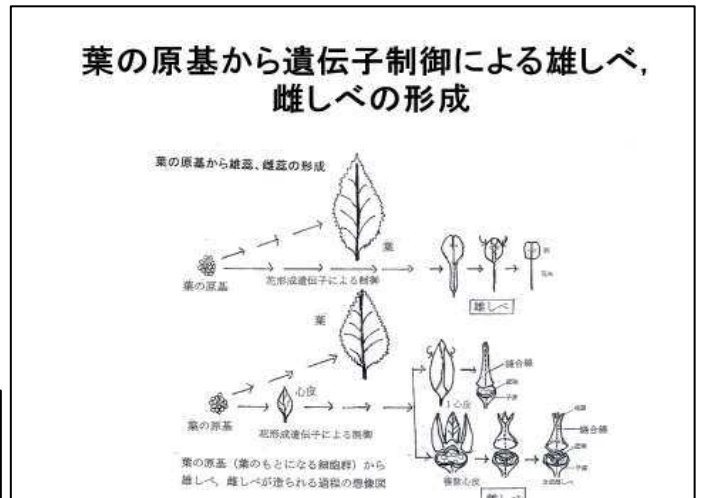 葉の原基から遺伝子制御による雄しべ,
雌しべの形成
葉の原基から雄蕊、雌蕊の形成
葉
葉の原基
花形成遺伝子による制御
雄しべ
葉
心皮
葉の原基
花形成遺伝子による制御
1心皮
縫合線
子房
縫合線
子房
複数心皮
葉の原基（葉のもとになる細胞群）から
雄しべ，雌しべが造られる過程の想像図
雌しべ